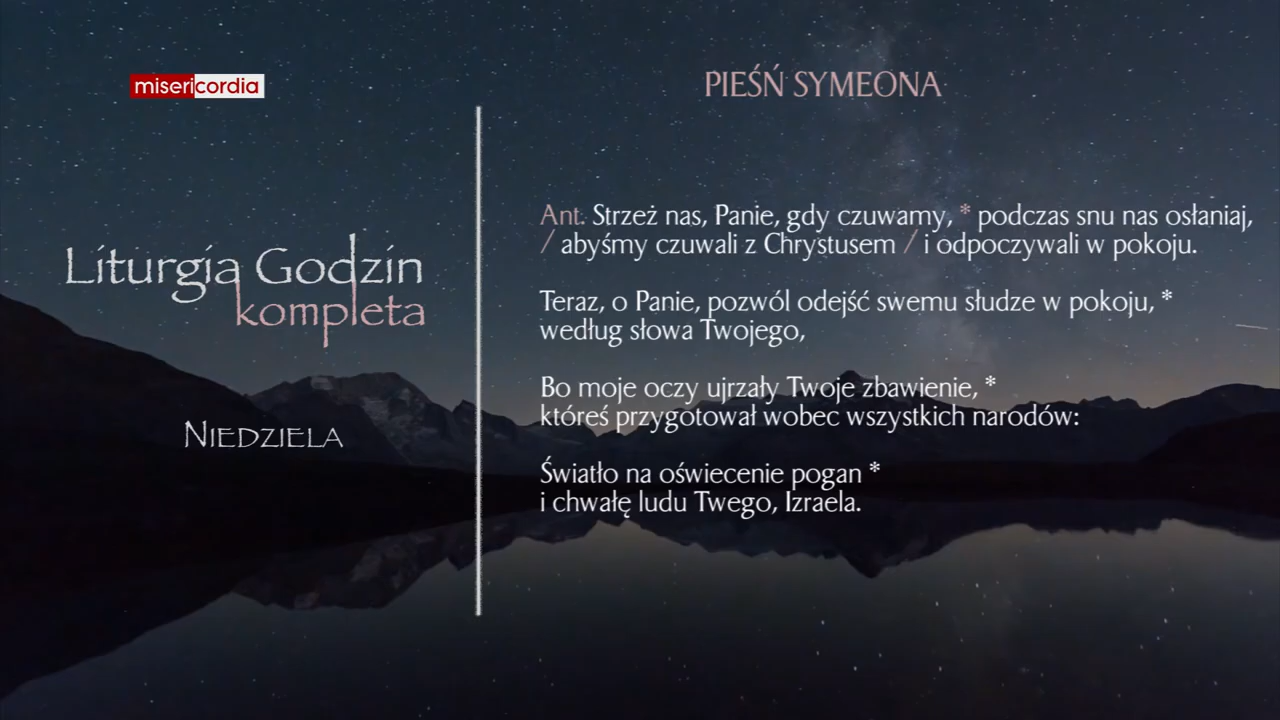 misericordia
Liturgia Godzin
kompleta
Niedziela
PIEŚŃ SYMEONA
Ant. Strzeż nas, Panie, gdy czuwamy, * podczas snu nas osłaniaj,
/ abyśmy czuwali z Chrystusem / i odpoczywali w pokoju.
Teraz, o Panie, pozwól odejść swemu słudze w pokoju, *
według słowa Twojego,
Bo moje oczy ujrzały Twoje zbawienie, *
któreś przygotował wobec wszystkich narodów:
Światło na oświecenie pogan *
i chwałę ludu Twego, Izraela.